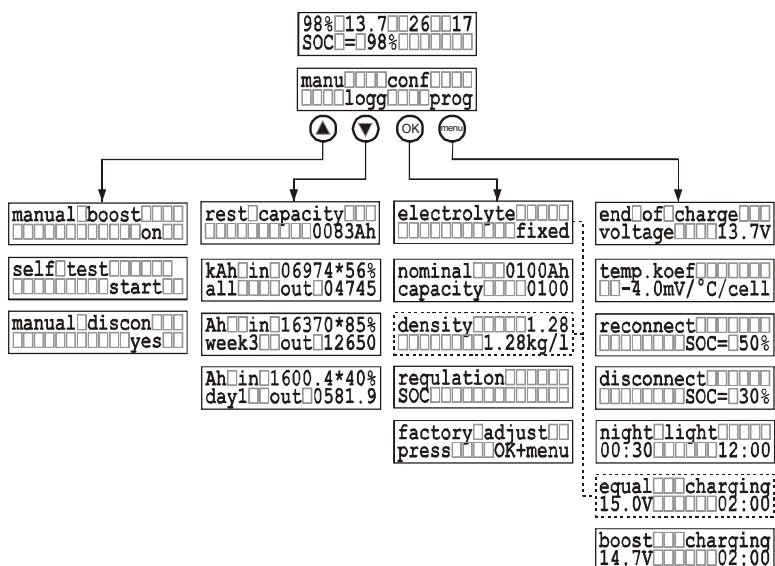 98% 13.7 26 17
SOC = 98%
manu conf
logg prog
OK
menu
manual boost
on
self test
start
manual discon
yes
rest capacity
0083Ah
kAh in 06974*56%
all out 04745
Ah in 16370*85%
week3 out 12650
Ah in 1600.4*40%
day1 out 0581.9
electrolyte
fixed
nominal 0100Ah
capacity 0100
density 1.28
1.28kg/l
regulation
SOC
factory adjust
press OK+menu
end of charge
voltage 13.7V
temp.koef
-4.0mV/°C/cell
reconnect
SOC= 50%
disconnect
SOC= 30%
night light
00:30 12:00
equal charging
15.0V 02:00
boost charging
14.7V 02:00